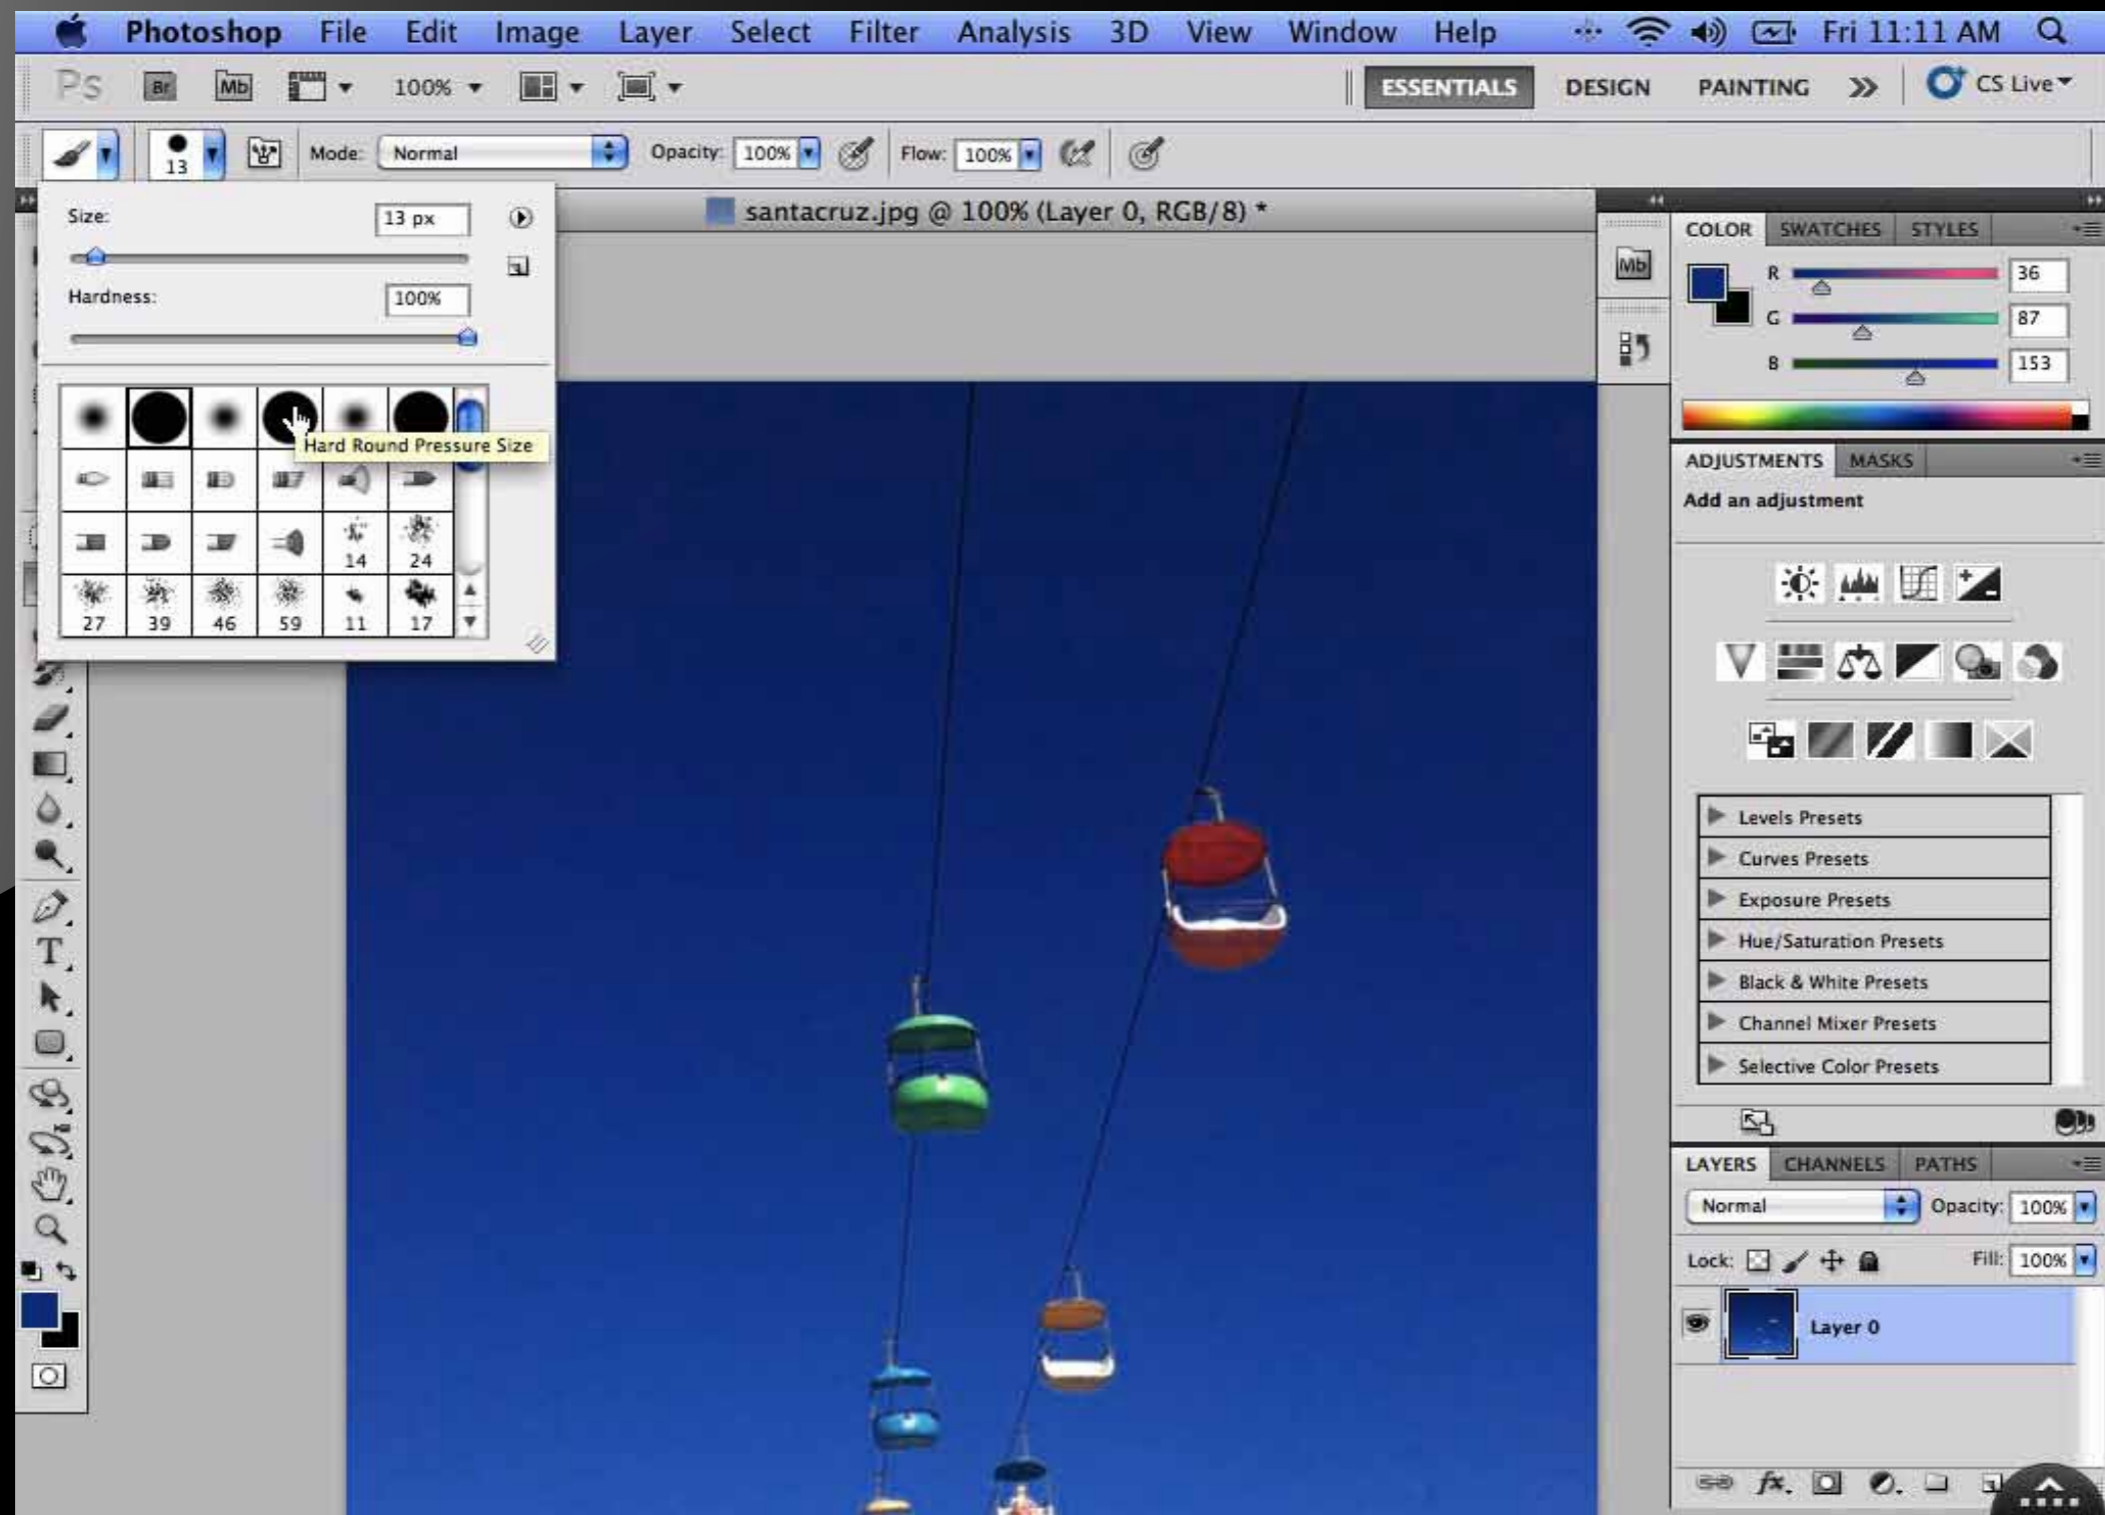 Photoshop File Edit Image Layer Select Filter Analysis 3D View Window Help Fri 11:11 AM
Ps Br Mb 100% ESSENTIALS DESIGN PAINTING CS Live
13 Mode: Normal Opacity: 100% Flow: 100%
santacruz.jpg @ 100% (Layer 0, RGB/8) *
Size: 13 px
Hardness: 100%
Hard Round Pressure Size
14 24
27 39 46 59 11 17
T
Mb
COLOR SWATCHES STYLES
R 36
G 87
B 153
ADJUSTMENTS MASKS
Add an adjustment
Levels Presets
Curves Presets
Exposure Presets
Hue/Saturation Presets
Black & White Presets
Channel Mixer Presets
Selective Color Presets
LAYERS CHANNELS PATHS
Normal Opacity: 100%
Lock: Fill: 100%
Layer 0
fx.